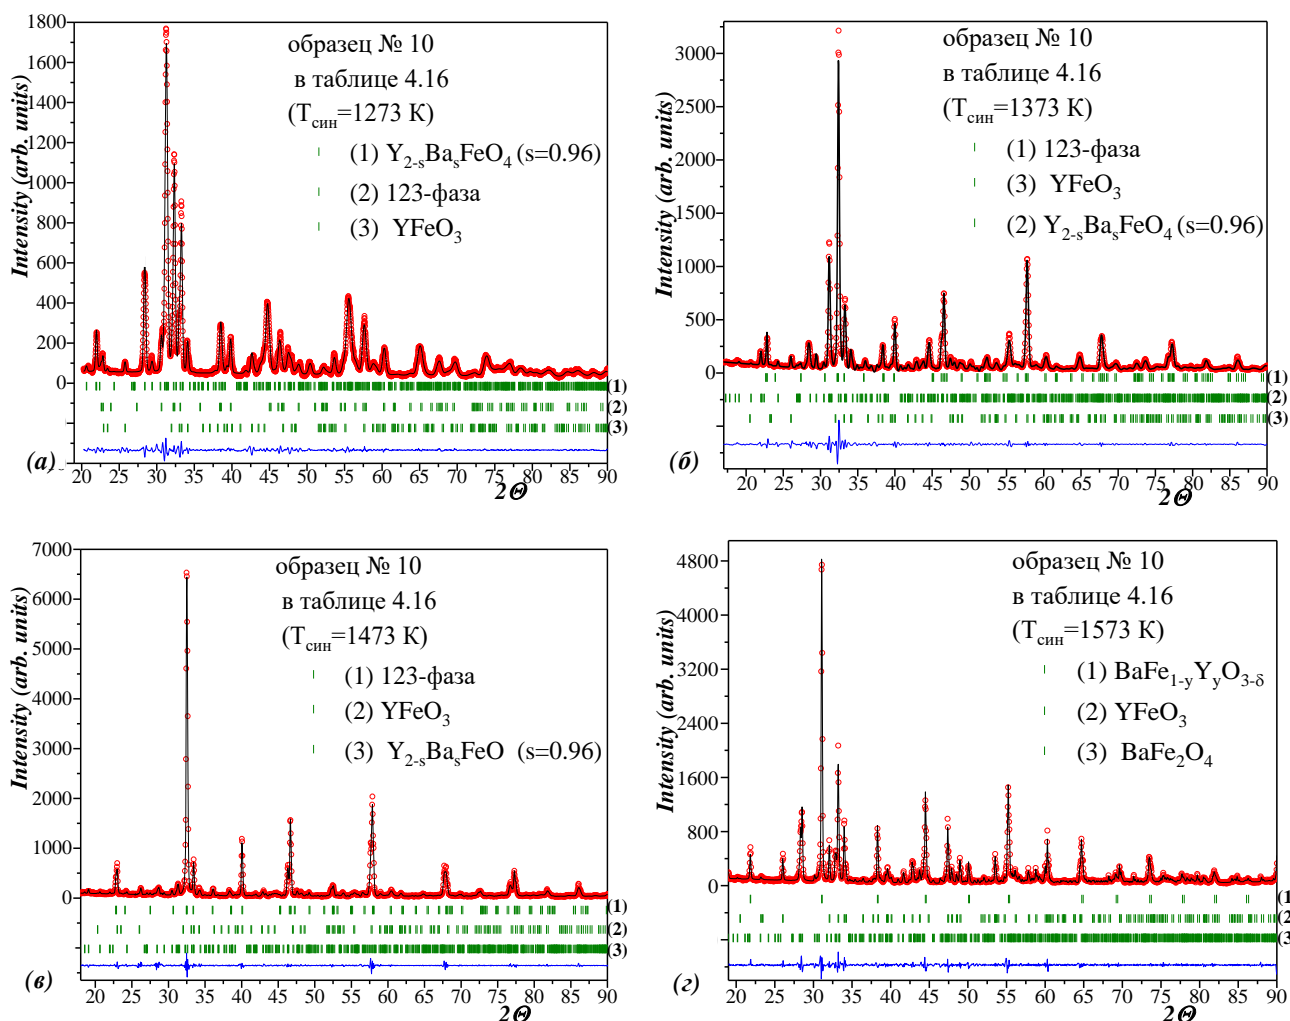 образец № 10
в таблице 4.16
(Tсин=1273 K)
(1) Y2-sBasFeO4 (s=0.96)
(2) 123-фаза
(3) YFeO3
Intensity (arb. units)
1800
1600
1400
1200
1000
800
600
400
200
0
(1)
(2)
(3)
(а)
20 25 30 35 40 45 50 55 60 65 70 75 80 85 90
2Θ
образец № 10
в таблице 4.16
(Tсин=1373 K)
(1) 123-фаза
(3) YFeO3
(2) Y2-sBasFeO4 (s=0.96)
Intensity (arb. units)
3000
2500
2000
1500
1000
500
0
(1)
(2)
(3)
(б)
20 25 30 35 40 45 50 55 60 65 70 75 80 85 90
2Θ
образец № 10
в таблице 4.16
(Tсин=1473 K)
(1) 123-фаза
(2) YFeO3
(3) Y2-sBasFeO (s=0.96)
Intensity (arb. units)
7000
6000
5000
4000
3000
2000
1000
0
(1)
(2)
(3)
(в)
20 25 30 35 40 45 50 55 60 65 70 75 80 85 90
2Θ
образец № 10
в таблице 4.16
(Tсин=1573 K)
(1) BaFe1-yYyO3-δ
(2) YFeO3
(3) BaFe2O4
Intensity (arb. units)
4800
4000
3200
2400
1600
800
0
(1
(2
(3
(г)
20 25 30 35 40 45 50 55 60 65 70 75 80 85 90
2Θ